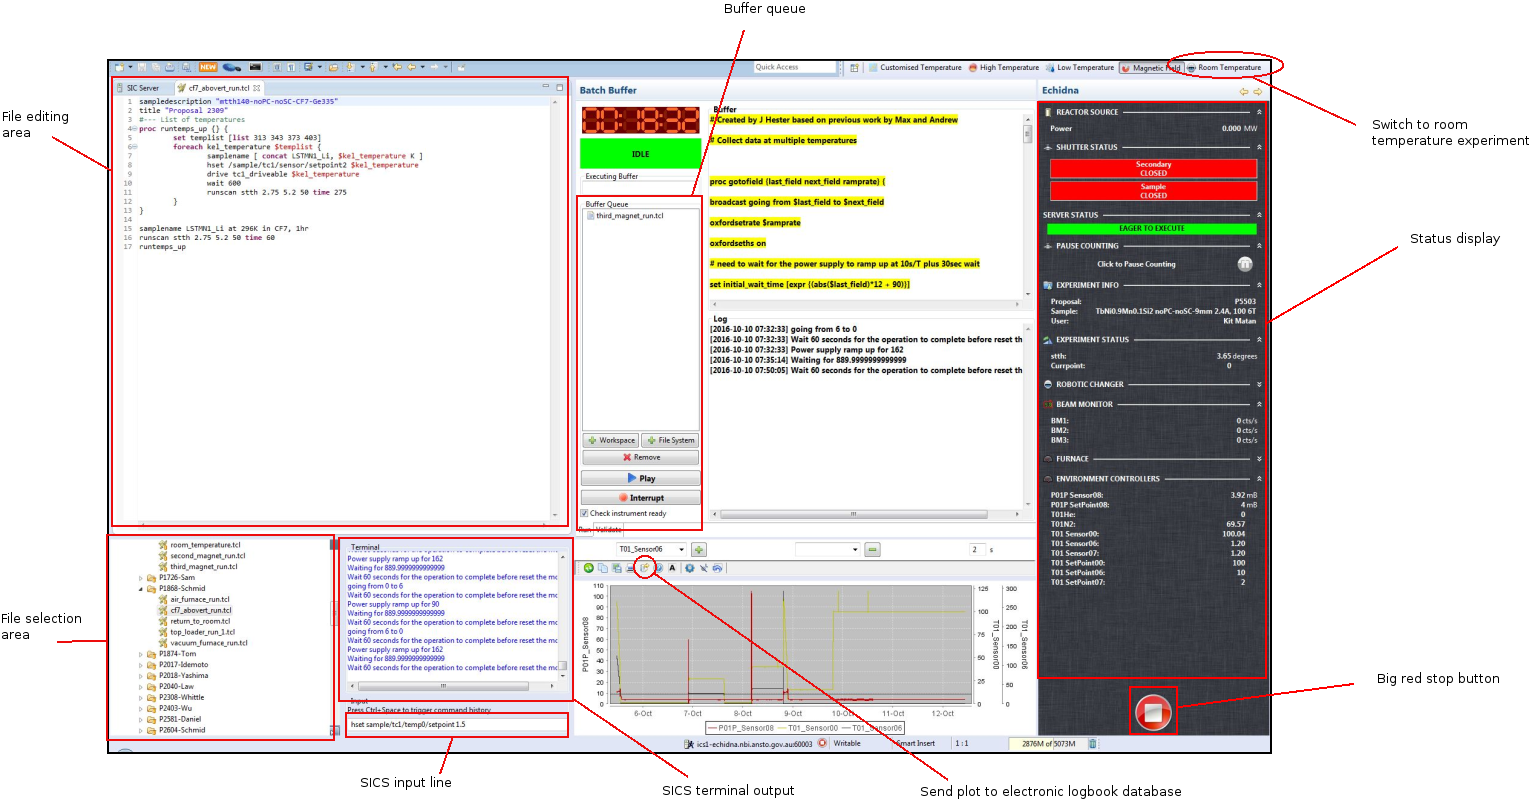 Buffer queue
File editing
area
Switch to room
temperature experiment
Status display
Big red stop button
File selection
area
SICS input line
SICS terminal output
Send plot to electronic logbook database
NEW
Quick Access
Customised Temperature
High Temperature
Low Temperature
Magnetic Field
Room Temperature
SIC Server
cf7_abovert_run.tcl
1 sampledescription "mtth140-noPC-noSC-CF7-Ge335"
2 title "Proposal 2309"
3 #--- List of temperatures
4 proc runtemps_up {} {
5 set templist [list 313 343 373 403]
6 foreach kel_temperature $templist {
7 samplename [ concat LSTMN1_Li, $kel_temperature K ]
8 hset /sample/tc1/sensor/setpoint2 $kel_temperature
9 drive tc1_driveable $kel_temperature
10 wait 600
11 runscan stth 2.75 5.2 50 time 275
12 }
13 }
14
15 samplename LSTMN1_Li at 296K in CF7, 1hr
16 runscan stth 2.75 5.2 50 time 60
17 runtemps_up
Batch Buffer
IDLE
Executing Buffer
Buffer Queue
third_magnet_run.tcl
Workspace
File System
Remove
Play
Interrupt
Check instrument ready
Run
Validate
Buffer
# Created by J Hester based on previous work by Max and Andrew
# Collect data at multiple temperatures
proc gotofield {last_field next_field ramprate} {
broadcast going from $last_field to $next_field
oxfordsetrate $ramprate
oxfordseths on
# need to wait for the power supply to ramp up at 10s/T plus 30sec wait
set initial_wait_time [expr {(abs($last_field)*12 + 90)}]
Log
[2016-10-10 07:32:33] going from 6 to 0
[2016-10-10 07:32:33] Wait 60 seconds for the operation to complete before reset th
[2016-10-10 07:32:33] Power supply ramp up for 162
[2016-10-10 07:35:14] Waiting for 889.9999999999999
[2016-10-10 07:50:05] Wait 60 seconds for the operation to complete before reset th
Echidna
REACTOR SOURCE
Power 0.000 MW
SHUTTER STATUS
Secondary
CLOSED
Sample
CLOSED
SERVER STATUS
EAGER TO EXECUTE
PAUSE COUNTING
Click to Pause Counting
EXPERIMENT INFO
Proposal: P5503
Sample: TbNi0.9Mn0.1Si2 noPC-noSC-9mm 2.4A, 100 6T
User: Kit Matan
EXPERIMENT STATUS
stth: 3.65 degrees
Currpoint: 0
ROBOTIC CHANGER
BEAM MONITOR
BM1: 0 cts/s
BM2: 0 cts/s
BM3: 0 cts/s
FURNACE
ENVIRONMENT CONTROLLERS
P01P Sensor08: 3.92 mB
P01P SetPoint08: 4 mB
T01He: 0
T01N2: 69.57
T01 Sensor00: 100.04
T01 Sensor06: 1.20
T01 Sensor07: 1.20
T01 SetPoint00: 100
T01 SetPoint06: 10
T01 SetPoint07: 2
room_temperature.tcl
second_magnet_run.tcl
third_magnet_run.tcl
P1726-Sam
P1868-Schmid
air_furnace_run.tcl
cf7_abovert_run.tcl
return_to_room.tcl
top_loader_run_1.tcl
vacuum_furnace_run.tcl
P1874-Tom
P2017-Idemoto
P2018-Yashima
P2040-Law
P2308-Whittle
P2403-Wu
P2581-Daniel
P2604-Schmid
Terminal
Power supply ramp up for 162
Waiting for 889.9999999999999
Wait 60 seconds for the operation to complete before reset the mc
going from 0 to 6
Wait 60 seconds for the operation to complete before reset the mc
Power supply ramp up for 90
Waiting for 889.9999999999999
Wait 60 seconds for the operation to complete before reset the mc
going from 6 to 0
Wait 60 seconds for the operation to complete before reset the mc
Power supply ramp up for 162
Waiting for 889.9999999999999
Wait 60 seconds for the operation to complete before reset the mc
Input
Press Ctrl+Space to trigger command history
hset sample/tc1/temp0/setpoint 1.5
T01_Sensor06
2 s
A
110
100
90
80
70
60
50
40
30
20
10
0
P01P_Sensor08
6-Oct 7-Oct 8-Oct 9-Oct 10-Oct 11-Oct 12-Oct
125
100
75
50
25
0
T01_Sensor00
300
250
200
150
100
50
0
T01_Sensor06
P01P_Sensor08 T01_Sensor00 T01_Sensor06
ics1-echidna.nbi.ansto.gov.au:60003
Writable
Smart Insert
1 : 1
2876M of 5073M